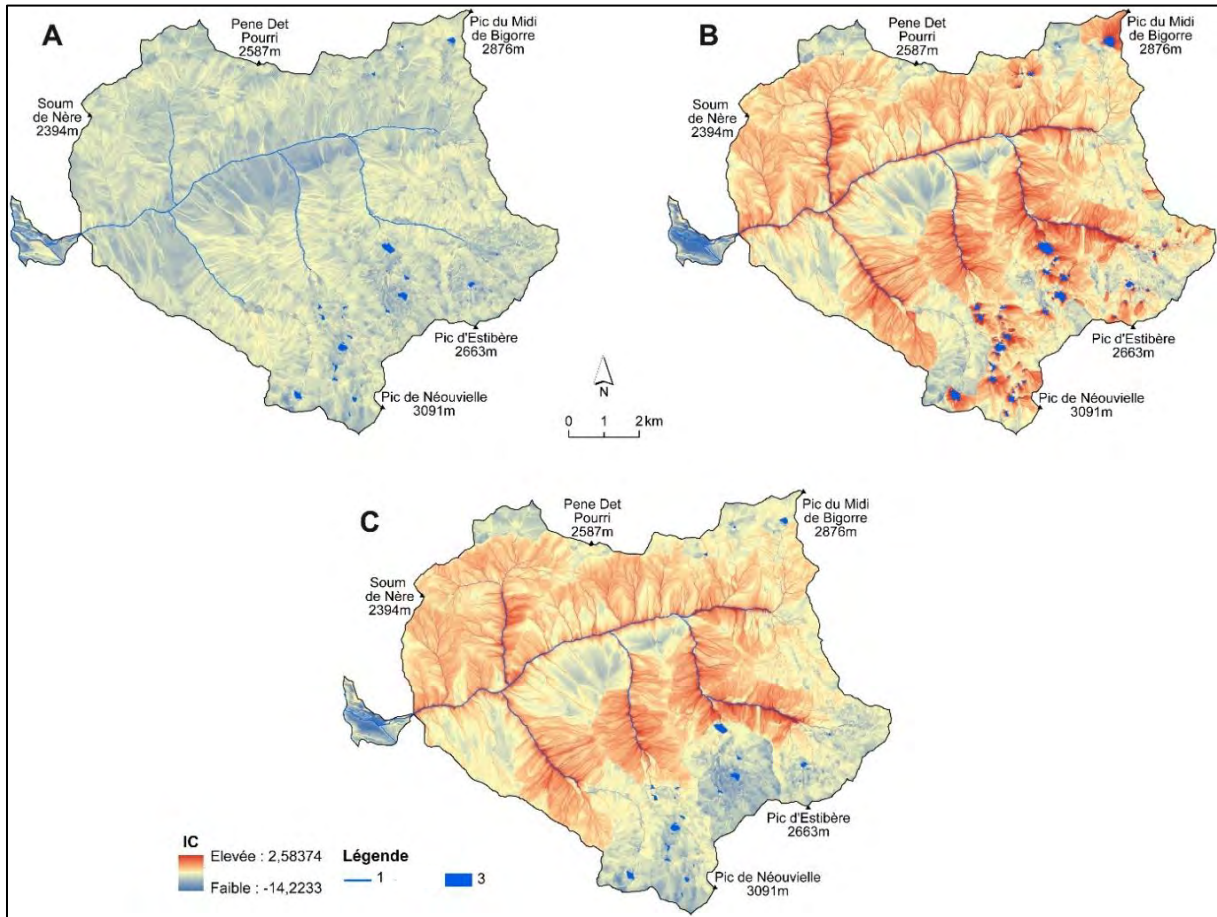 A
Pene Det
Pourri
2587m
Pic du Midi
de Bigorre
2876m
Soum
de Nère
2394m
Pic d'Estibère
2663m
Pic de Néouvielle
3091m
B
Pene Det
Pourri
2587m
Pic du Midi
de Bigorre
2876m
Soum
de Nère
2394m
Pic d'Estibère
2663m
Pic de Néouvielle
3091m
N
0 1 2 km
C
Pene Det
Pourri
2587m
Pic du Midi
de Bigorre
2876m
Soum
de Nère
2394m
Pic d'Estibère
2663m
Pic de Néouvielle
3091m
IC
Elevée : 2,58374
Faible : -14,2233
Légende
1
3